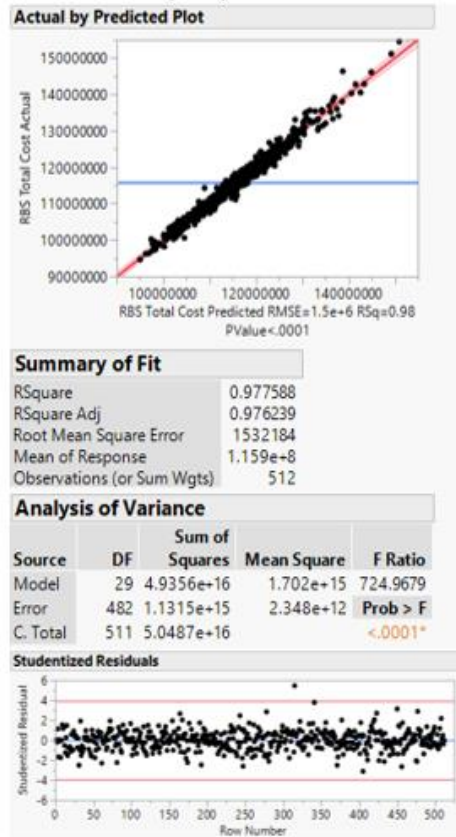 Actual by Predicted Plot
150000000
140000000
130000000
120000000
110000000
100000000
90000000
RBS Total Cost Actual
100000000 120000000 140000000
RBS Total Cost Predicted RMSE=1.5e+6 RSq=0.98
PValue<.0001
Summary of Fit
RSquare 0.977588
RSquare Adj 0.976239
Root Mean Square Error 1532184
Mean of Response 1.159e+8
Observations (or Sum Wgts) 512
Analysis of Variance
Sum of
Source DF Squares Mean Square F Ratio
Model 29 4.9356e+16 1.702e+15 724.9679
Error 482 1.1315e+15 2.348e+12 Prob > F
C. Total 511 5.0487e+16 <.0001*
Studentized Residuals
6
4
2
0
-2
-4
-6
Studentized Residual
0 50 100 150 200 250 300 350 400 450 500
Row Number